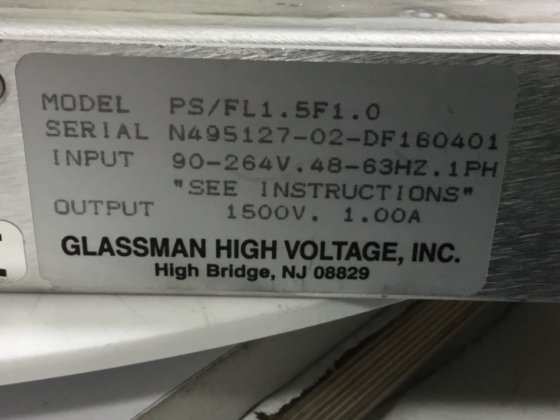 MODEL PS/FL1.5F1.0
SERIAL N495127-02-DF160401
INPUT 90-264V.48-63HZ.1PH
"SEE INSTRUCTIONS"
OUTPUT 1500V. 1.00A
GLASSMAN HIGH VOLTAGE, INC.
High Bridge, NJ 08829